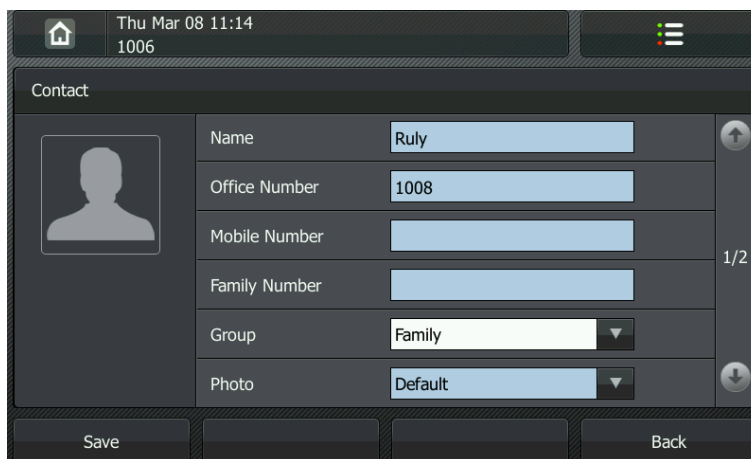 Thu Mar 08 11:14
1006
Contact
Name Ruly
Office Number 1008
Mobile Number
Family Number
1/2
Group Family
Photo Default
Save Back